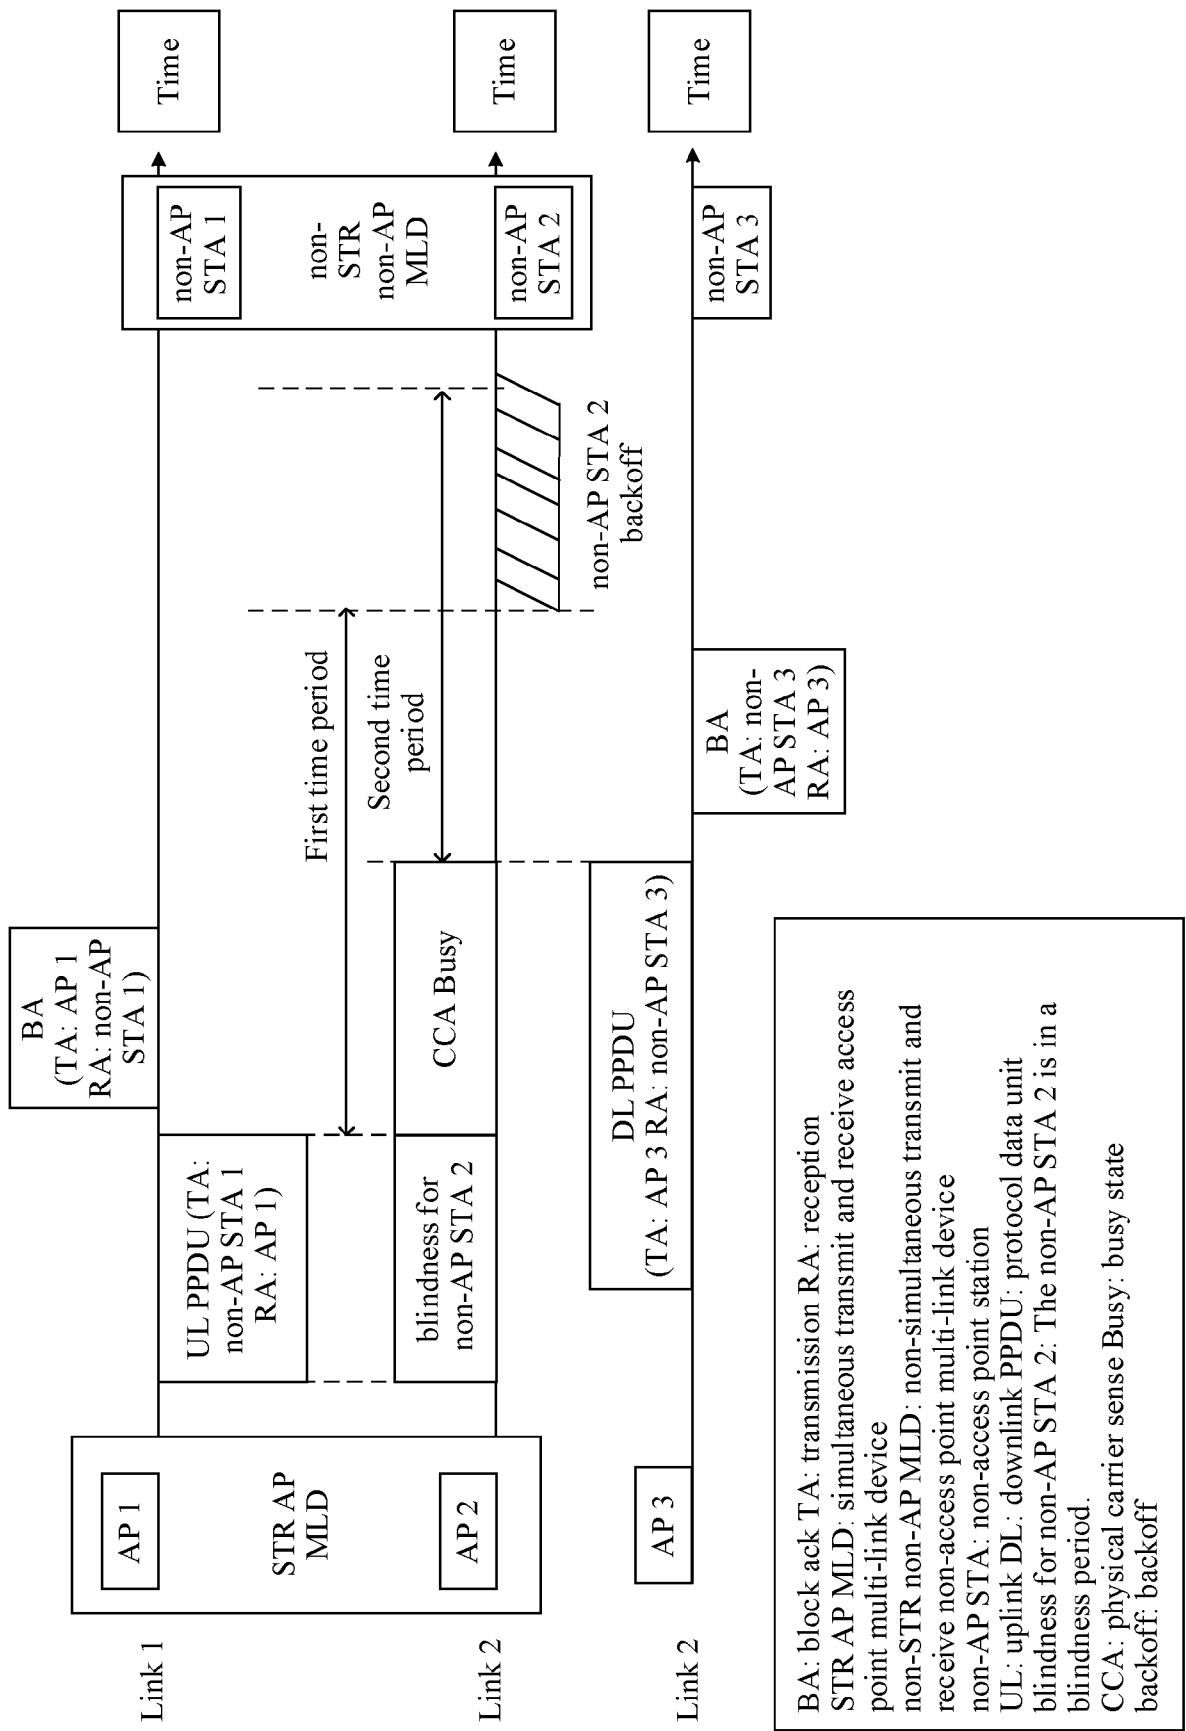 Link 1
AP 1
STR AP
MLD
AP 2
Link 2
AP 3
Link 2
BA
(TA: AP 1
RA: non-AP
STA 1)
UL PPDU (TA:
non-AP STA 1
RA: AP 1)
First time period
Second time
period
blindness for
non-AP STA 2
CCA Busy
non-AP STA 2
backoff
DL PPDU
(TA: AP 3 RA: non-AP STA 3)
BA
(TA: non-
AP STA 3
RA: AP 3)
non-AP
STA 1
non-
STR
non-AP
MLD
non-AP
STA 2
non-AP
STA 3
Time
Time
Time
BA: block ack TA: transmission RA: reception
STR AP MLD: simultaneous transmit and receive access
point multi-link device
non-STR non-AP MLD: non-simultaneous transmit and
receive non-access point multi-link device
non-AP STA: non-access point station
UL: uplink DL: downlink PPDU: protocol data unit
blindness for non-AP STA 2: The non-AP STA 2 is in a
blindness period.
CCA: physical carrier sense Busy: busy state
backoff: backoff